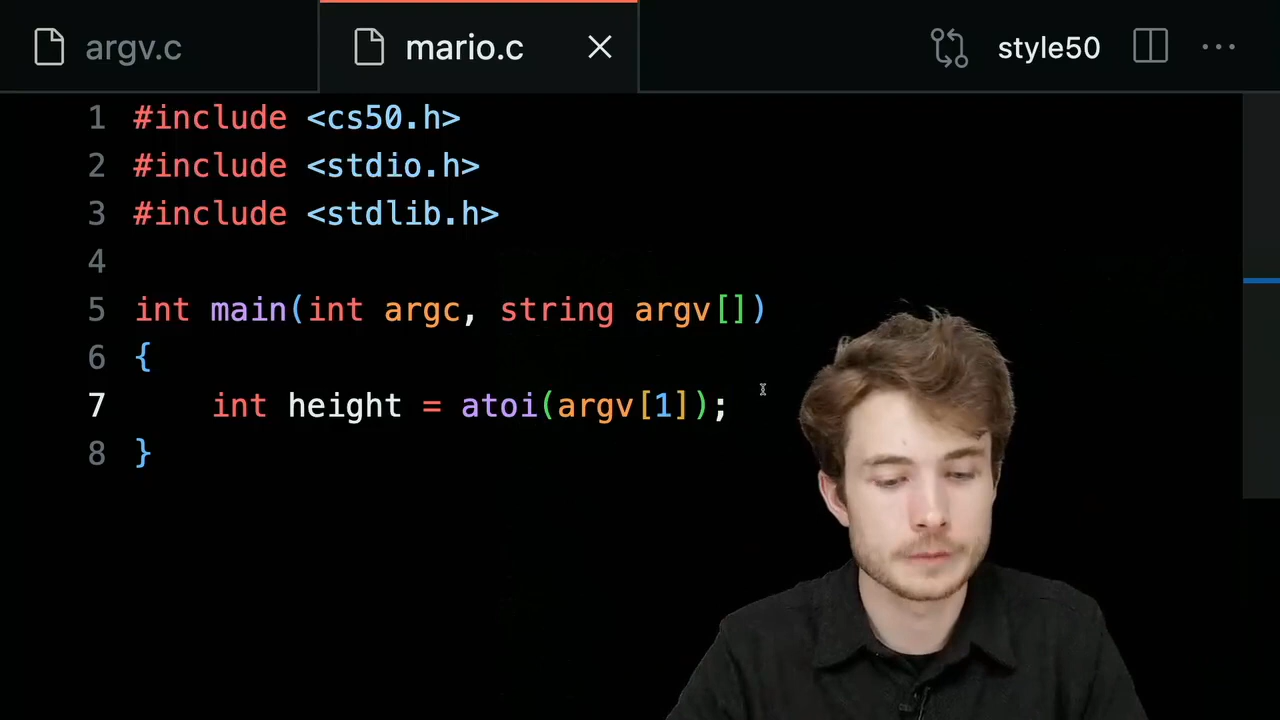 argv.c
mario.c
style50
1 #include <cs50.h>
2 #include <stdio.h>
3 #include <stdlib.h>
4
5 int main(int argc, string argv[])
6 {
7     int height = atoi(argv[1]);
8 }